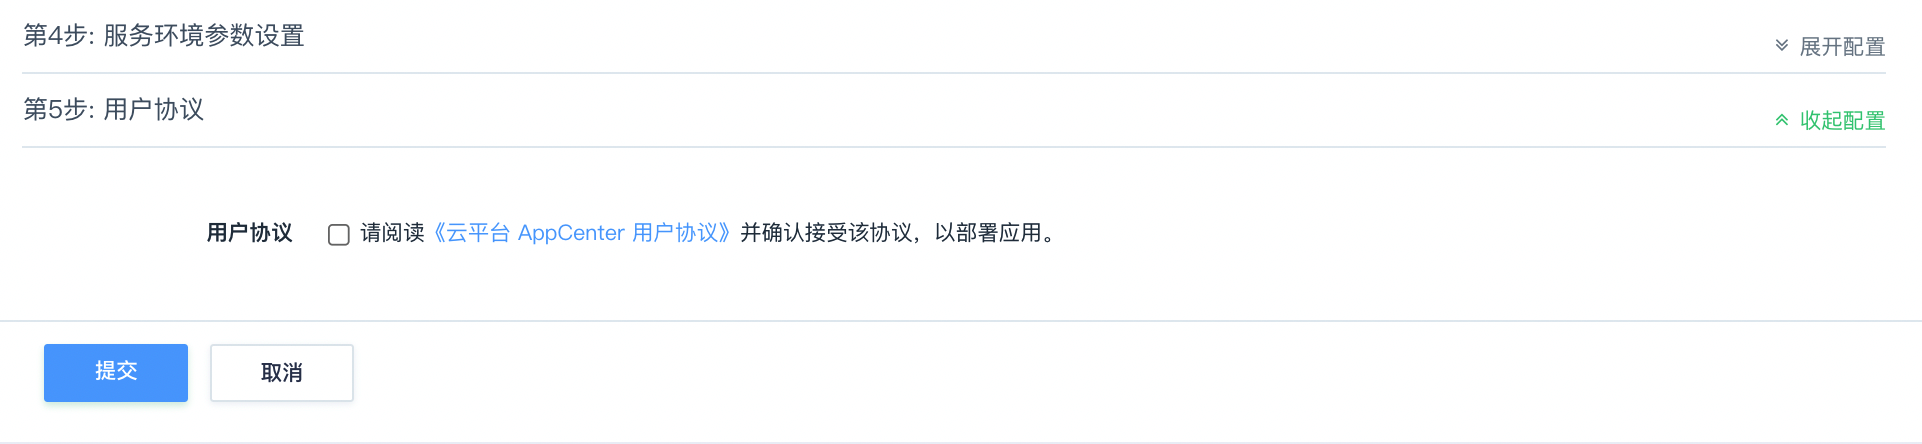 第4步: 服务环境参数设置
展开配置
第5步: 用户协议
收起配置
用户协议 请阅读《云平台 AppCenter 用户协议》并确认接受该协议，以部署应用。
提交 取消